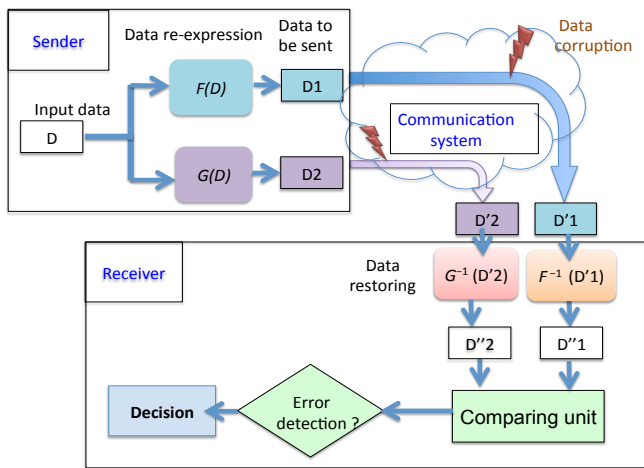 Sender
Data re-expression
Data to
be sent
Data
corruption
Input data
D
F(D)
D1
G(D)
D2
Communication
system
D'2
D'1
Receiver
Data
restoring
G⁻¹ (D'2)
F⁻¹ (D'1)
D''2
D''1
Decision
Error
detection ?
Comparing unit